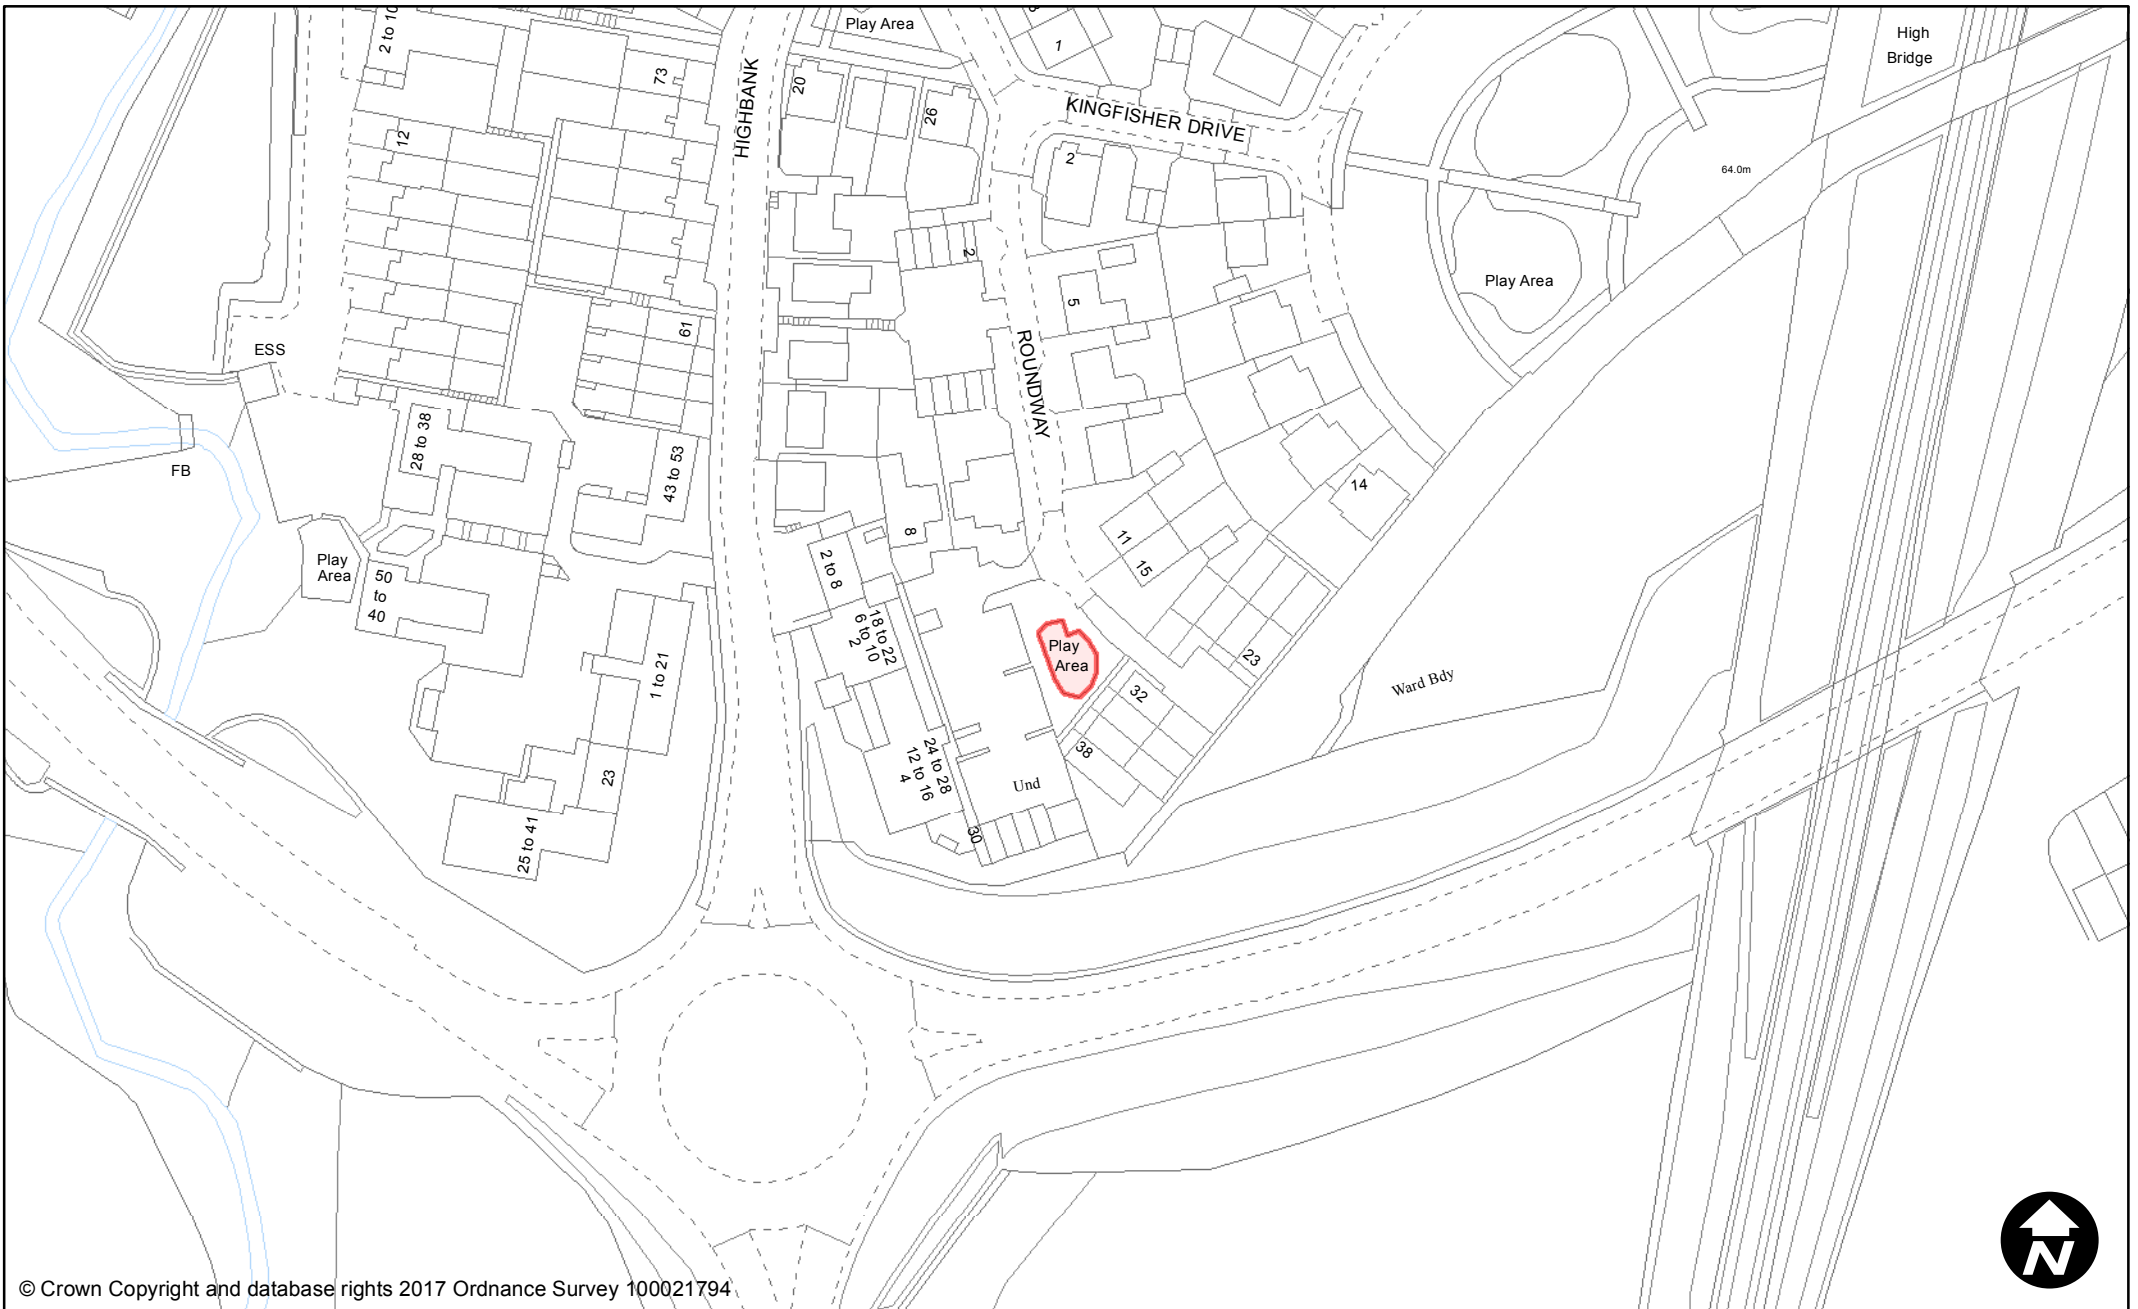 2 to 10
Play Area
1
High
Bridge
73
HIGHBANK
20
26
KINGFISHER DRIVE
12
2
64.0m
2
Play Area
5
61
ESS
ROUNDWAY
28 to 38
FB
43 to 53
14
8
11
15
Play
Area
2 to 8
50
to
40
18 to 22
6 to 10
2
Play
Area
23
1 to 21
32
Ward Bdy
38
24 to 28
12 to 16
4
23
Und
25 to 41
30
N
© Crown Copyright and database rights 2017 Ordnance Survey 100021794